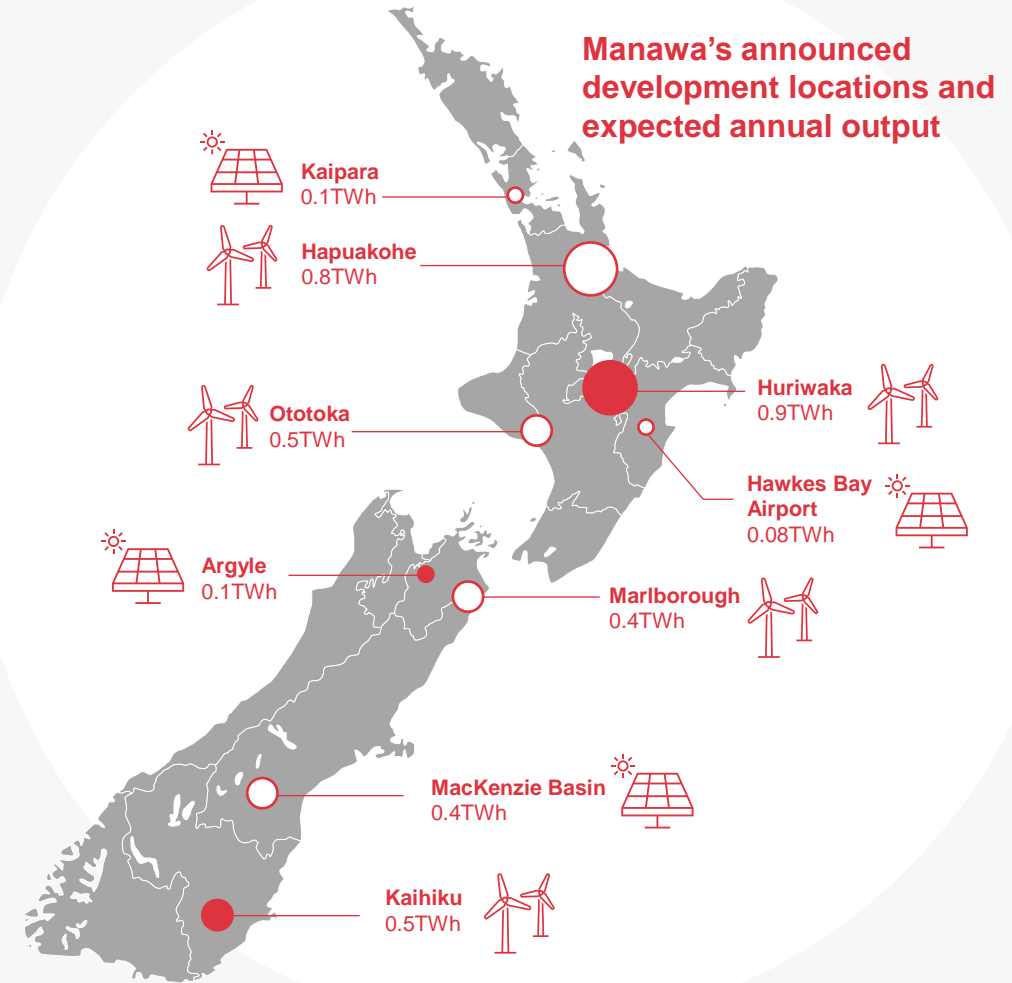 Manawa's announced
development locations and
expected annual output
Kaipara
0.1TWh
Hapuakohe
0.8TWh
Huriwaka
0.9TWh
Ototoka
0.5TWh
Hawkes Bay
Airport
0.08TWh
Argyle
0.1TWh
Marlborough
0.4TWh
MacKenzie Basin
0.4TWh
Kaihiku
0.5TWh